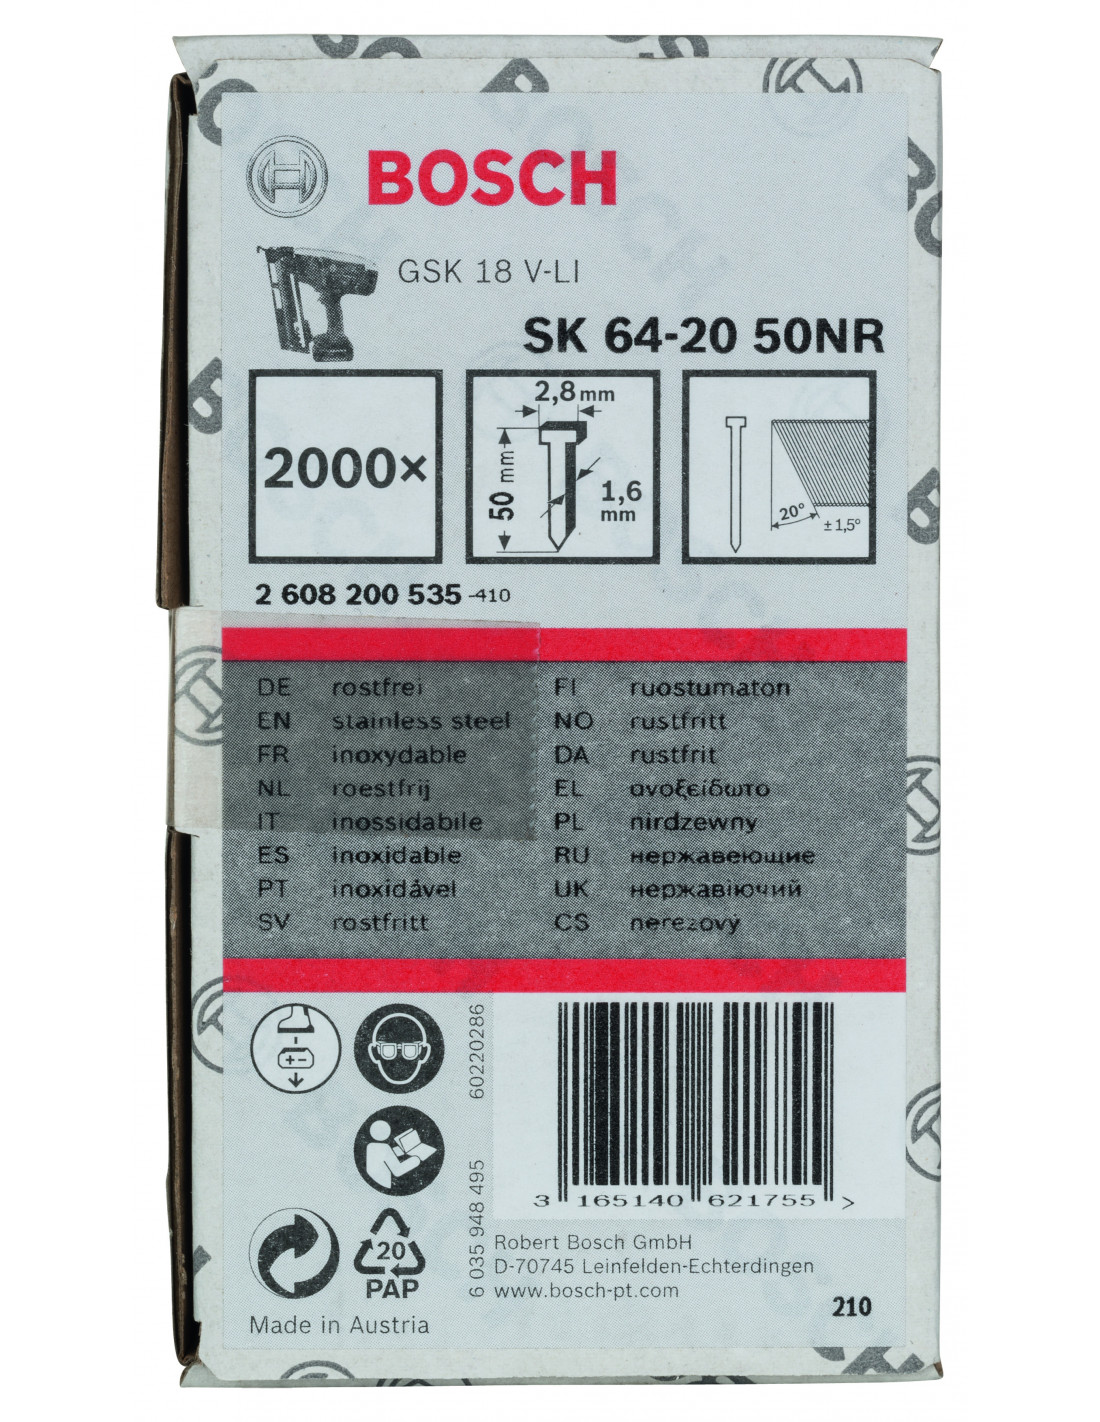 BOSCH
GSK 18 V-LI
SK 64-20 50NR
2000×
2,8 mm
50 mm
1,6 mm
20°
± 1,5°
2 608 200 535 -410
DE rostfrei
EN stainless steel
FR inoxydable
NL roestfrij
IT inossidabile
ES inoxidable
PT inoxidável
SV rostfritt
FI ruostumaton
NO rustfritt
DA rustfrit
EL ανοξείδωτο
PL nirdzewny
RU нержавеющие
UK нержавіючий
CS nerezový
60220286
6 035 948 495
3 165140 621755 >
20
PAP
Robert Bosch GmbH
D-70745 Leinfelden-Echterdingen
www.bosch-pt.com
210
Made in Austria